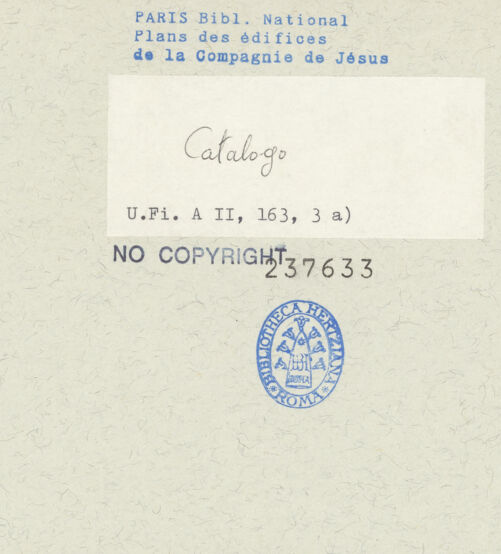 PARIS Bibl. National
Plans des édifices
de la Compagnie de Jésus
Catalogo
U.Fi. A II, 163, 3 a)
NO COPYRIGHT
237633
BIBLIOTHECA HERTZIANA
ROMA